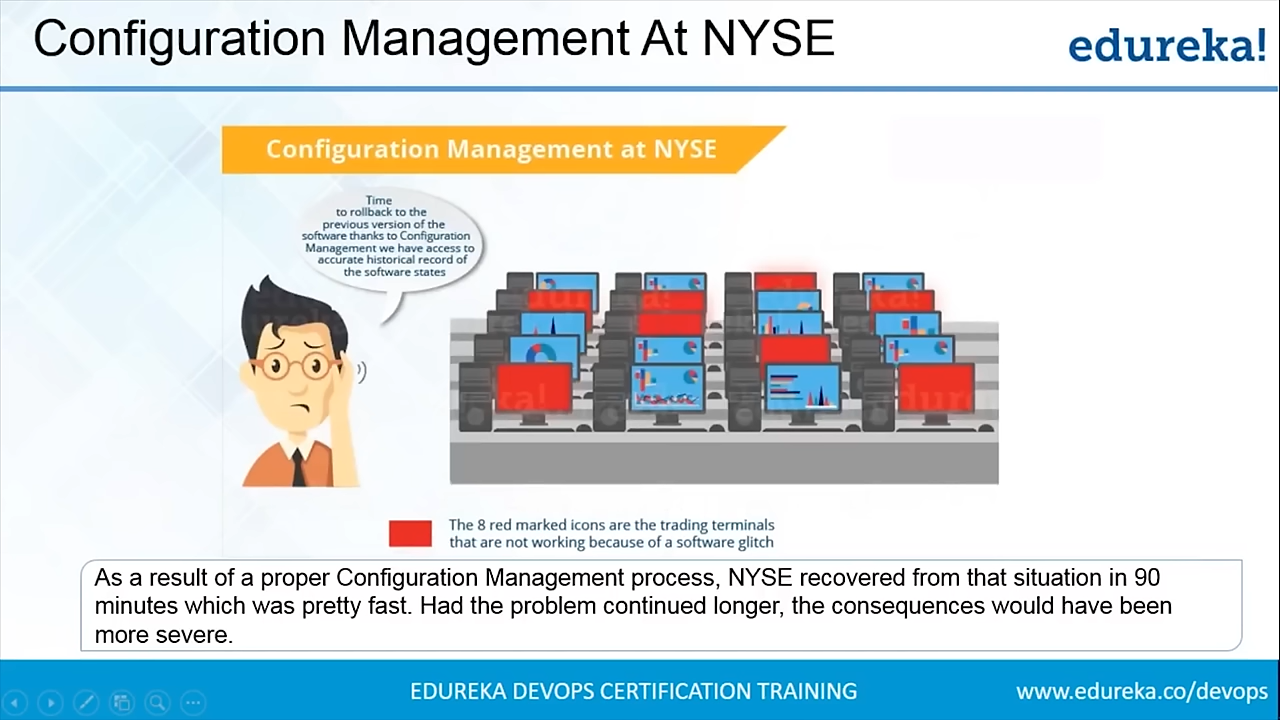 Configuration Management At NYSE
edureka!
Configuration Management at NYSE
Time
to rollback to the
previous version of the
software thanks to Configuration
Management we have access to
accurate historical record of
the software states
The 8 red marked icons are the trading terminals
that are not working because of a software glitch
As a result of a proper Configuration Management process, NYSE recovered from that situation in 90
minutes which was pretty fast. Had the problem continued longer, the consequences would have been
more severe.
EDUREKA DEVOPS CERTIFICATION TRAINING
www.edureka.co/devops